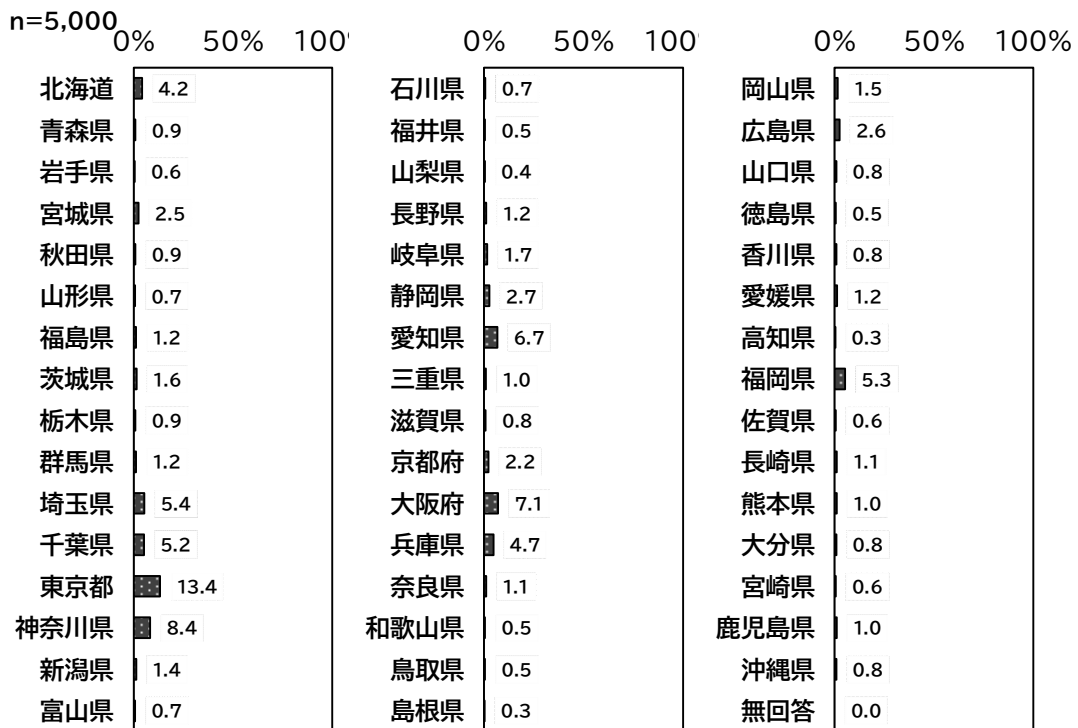 n=5,000
0% 50% 100%
北海道 4.2
青森県 0.9
岩手県 0.6
宮城県 2.5
秋田県 0.9
山形県 0.7
福島県 1.2
茨城県 1.6
栃木県 0.9
群馬県 1.2
埼玉県 5.4
千葉県 5.2
東京都 13.4
神奈川県 8.4
新潟県 1.4
富山県 0.7
0% 50% 100%
石川県 0.7
福井県 0.5
山梨県 0.4
長野県 1.2
岐阜県 1.7
静岡県 2.7
愛知県 6.7
三重県 1.0
滋賀県 0.8
京都府 2.2
大阪府 7.1
兵庫県 4.7
奈良県 1.1
和歌山県 0.5
鳥取県 0.5
島根県 0.3
0% 50% 100%
岡山県 1.5
広島県 2.6
山口県 0.8
徳島県 0.5
香川県 0.8
愛媛県 1.2
高知県 0.3
福岡県 5.3
佐賀県 0.6
長崎県 1.1
熊本県 1.0
大分県 0.8
宮崎県 0.6
鹿児島県 1.0
沖縄県 0.8
無回答 0.0